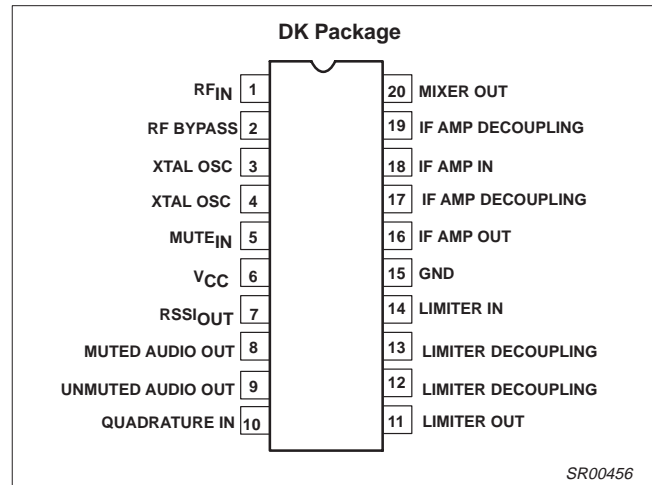 DK Package
RFIN 1
RF BYPASS 2
XTAL OSC 3
XTAL OSC 4
MUTEIN 5
VCC 6
RSSIOUT 7
MUTED AUDIO OUT 8
UNMUTED AUDIO OUT 9
QUADRATURE IN 10
20 MIXER OUT
19 IF AMP DECOUPLING
18 IF AMP IN
17 IF AMP DECOUPLING
16 IF AMP OUT
15 GND
14 LIMITER IN
13 LIMITER DECOUPLING
12 LIMITER DECOUPLING
11 LIMITER OUT
SR00456